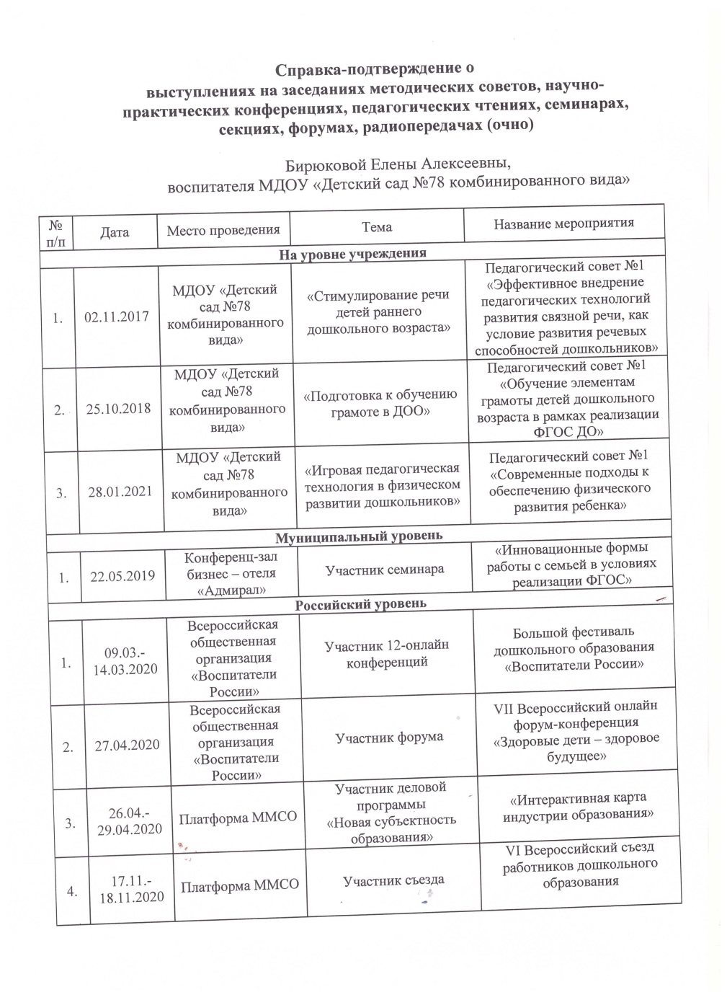 Справка-подтверждение о
выступлениях на заседаниях методических советов, научно-
практических конференциях, педагогических чтениях, семинарах,
секциях, форумах, радиопередачах (очно)
Бирюковой Елены Алексеевны,
воспитателя МДОУ «Детский сад №78 комбинированного вида»
№
п/п
Дата
Место проведения
Тема
Название мероприятия
На уровне учреждения
1.
02.11.2017
МДОУ «Детский
сад №78
комбинированного
вида»
«Стимулирование речи
детей раннего
дошкольного возраста»
Педагогический совет №1
«Эффективное внедрение
педагогических технологий
развития связной речи, как
условие развития речевых
способностей дошкольников»
2.
25.10.2018
МДОУ «Детский
сад №78
комбинированного
вида»
«Подготовка к обучению
грамоте в ДОО»
Педагогический совет №1
«Обучение элементам
грамоты детей дошкольного
возраста в рамках реализации
ФГОС ДО»
3.
28.01.2021
МДОУ «Детский
сад №78
комбинированного
вида»
«Игровая педагогическая
технология в физическом
развитии дошкольников»
Педагогический совет №1
«Современные подходы к
обеспечению физического
развития ребенка»
Муниципальный уровень
1.
22.05.2019
Конференц-зал
бизнес – отеля
«Адмирал»
Участник семинара
«Инновационные формы
работы с семьей в условиях
реализации ФГОС»
Российский уровень
1.
09.03.-
14.03.2020
Всероссийская
общественная
организация
«Воспитатели
России»
Участник 12-онлайн
конференций
Большой фестиваль
дошкольного образования
«Воспитатели России»
2.
27.04.2020
Всероссийская
общественная
организация
«Воспитатели
России»
Участник форума
VII Всероссийский онлайн
форум-конференция
«Здоровые дети – здоровое
будущее»
3.
26.04.-
29.04.2020
Платформа ММСО
Участник деловой
программы
«Новая субъектность
образования»
«Интерактивная карта
индустрии образования»
4.
17.11.-
18.11.2020
Платформа ММСО
Участник съезда
VI Всероссийский съезд
работников дошкольного
образования